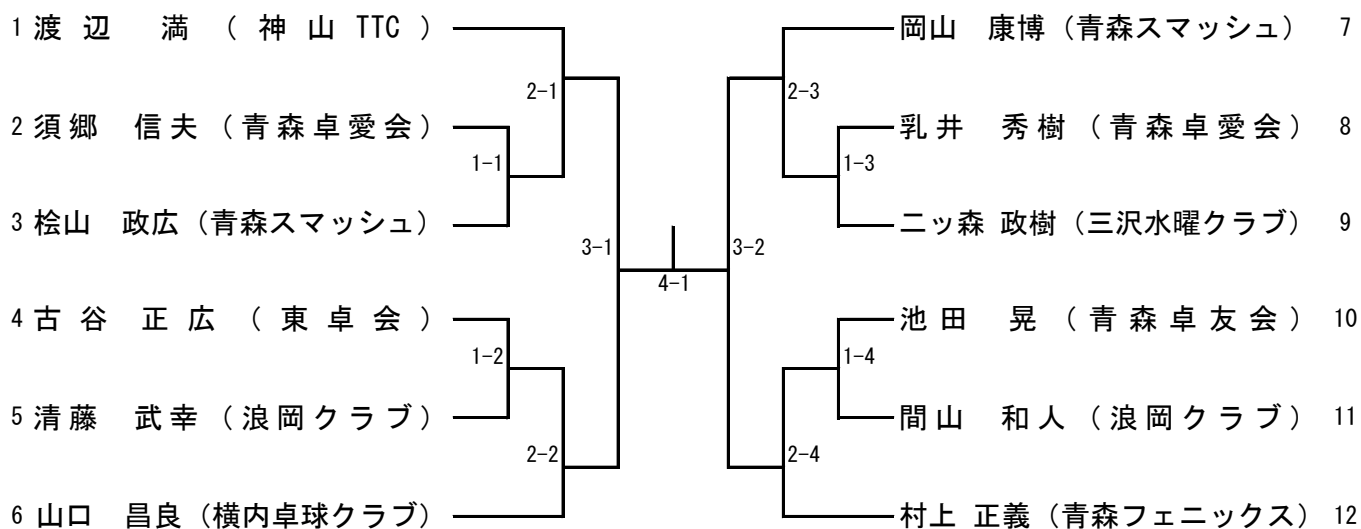 1 渡辺 満 (神山 TTC)
2 須郷 信夫 (青森卓愛会)
3 桧山 政広 (青森スマッシュ)
4 古谷 正広 (東卓会)
5 清藤 武幸 (浪岡クラブ)
6 山口 昌良 (横内卓球クラブ)
2-1
1-1
3-1
1-2
2-2
4-1
岡山 康博 (青森スマッシュ) 7
乳井 秀樹 (青森卓愛会) 8
二ッ森 政樹 (三沢水曜クラブ) 9
池田 晃 (青森卓友会) 10
間山 和人 (浪岡クラブ) 11
村上 正義 (青森フェニックス) 12
2-3
1-3
3-2
1-4
2-4